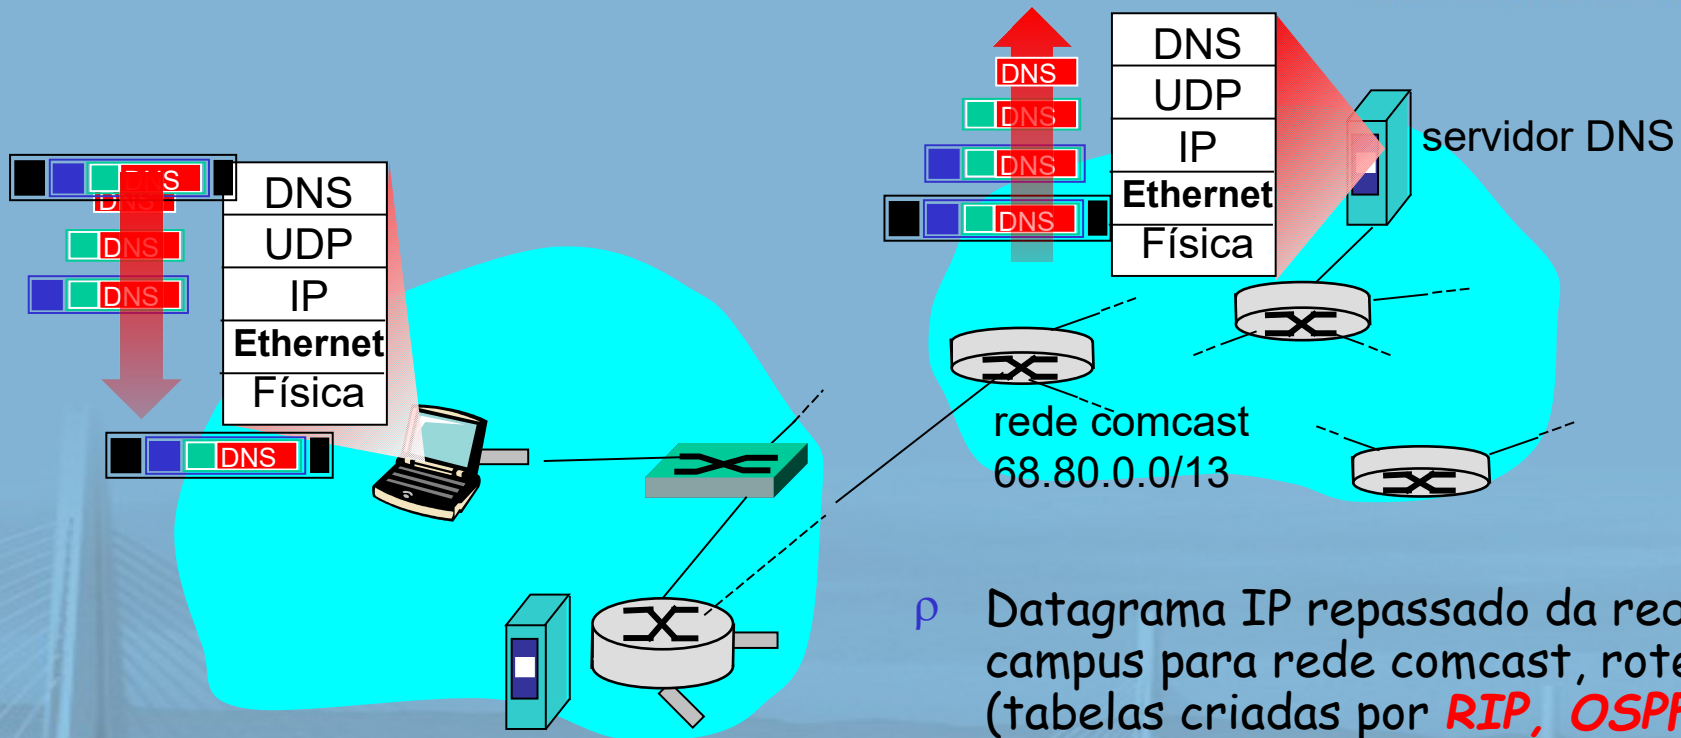 DNS
DNS
DNS
DNS
DNS
DNS
UDP
IP
Ethernet
Física
DNS
DNS
DNS
DNS
DNS
UDP
IP
Ethernet
Física
servidor DNS
rede comcast
68.80.0.0/13
ρ Datagrama IP repassado da
campus para rede comcast,
(tabelas criadas por RIP, OSPF